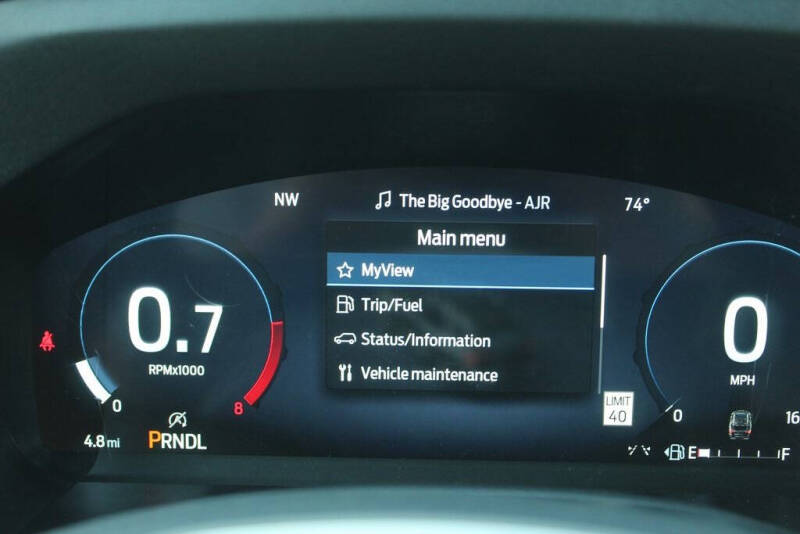 NW
The Big Goodbye - AJR
74°
Main menu
MyView
Trip/Fuel
Status/Information
Vehicle maintenance
0.7
RPMx1000
0
8
4.8 mi
PRNDL
LIMIT
40
0
MPH
0
16
E
F